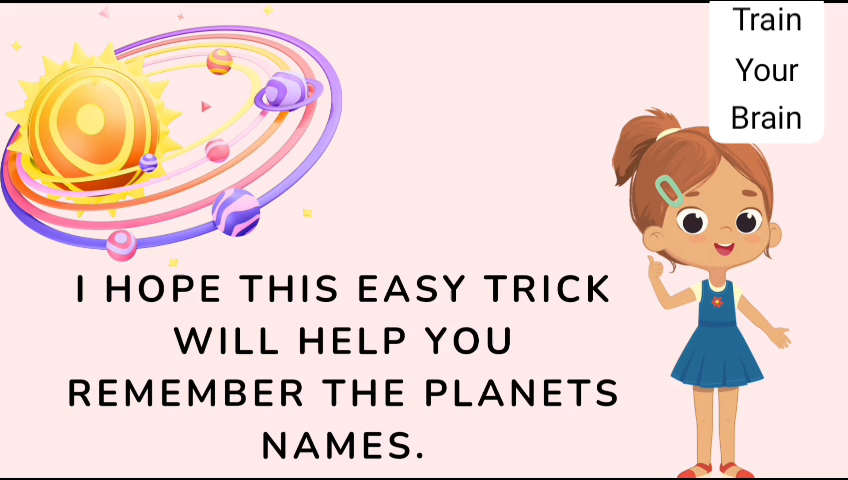 Train
Your
Brain
I HOPE THIS EASY TRICK
WILL HELP YOU
REMEMBER THE PLANETS
NAMES.